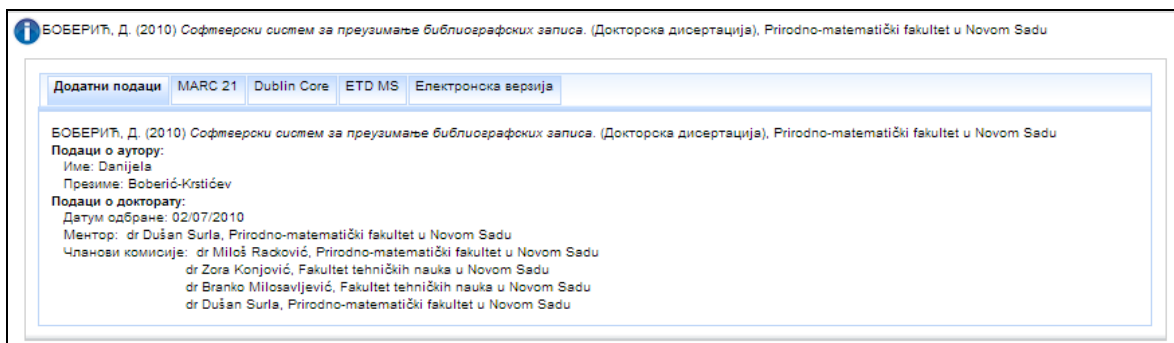 БОБЕРИЋ, Д. (2010) Софтверски систем за преузимање библиографских записа. (Докторска дисертација), Prirodno-matematički fakultet u Novom Sadu
Додатни подаци MARC 21 Dublin Core ETD MS Електронска верзија
БОБЕРИЋ, Д. (2010) Софтверски систем за преузимање библиографских записа. (Докторска дисертација), Prirodno-matematički fakultet u Novom Sadu
Подаци о аутору:
Име: Danijela
Презиме: Boberić-Krstićev
Подаци о докторату:
Датум одбране: 02/07/2010
Ментор: dr Dušan Surla, Prirodno-matematički fakultet u Novom Sadu
Чланови комисије: dr Miloš Racković, Prirodno-matematički fakultet u Novom Sadu
dr Zora Konjović, Fakultet tehničkih nauka u Novom Sadu
dr Branko Milosavljević, Fakultet tehničkih nauka u Novom Sadu
dr Dušan Surla, Prirodno-matematički fakultet u Novom Sadu